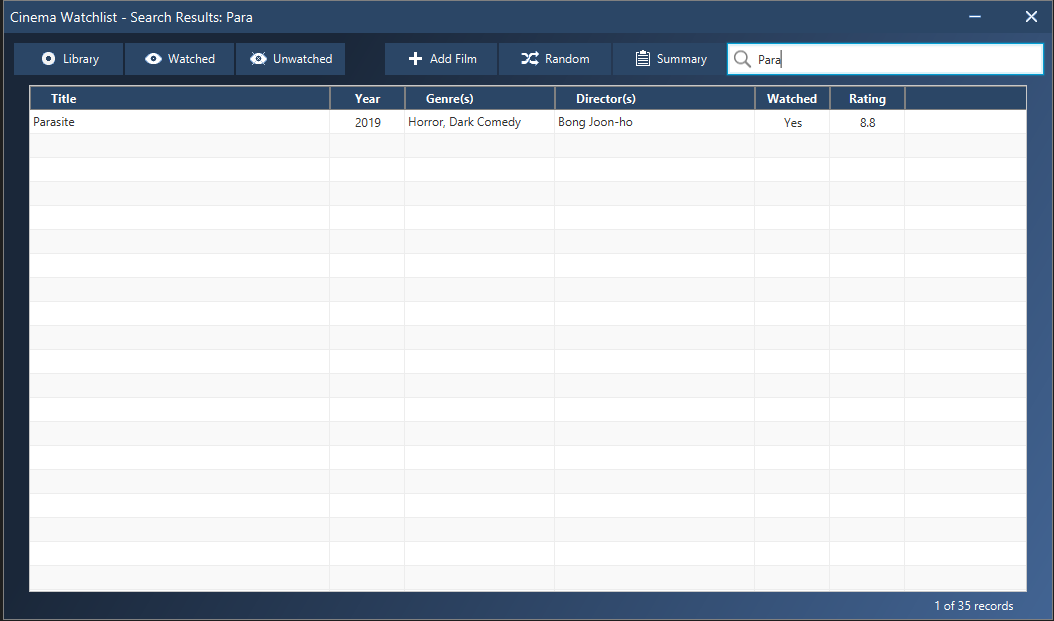 Cinema Watchlist - Search Results: Para
Library Watched Unwatched Add Film Random Summary Para
Title Year Genre(s) Director(s) Watched Rating
Parasite 2019 Horror, Dark Comedy Bong Joon-ho Yes 8.8
1 of 35 records